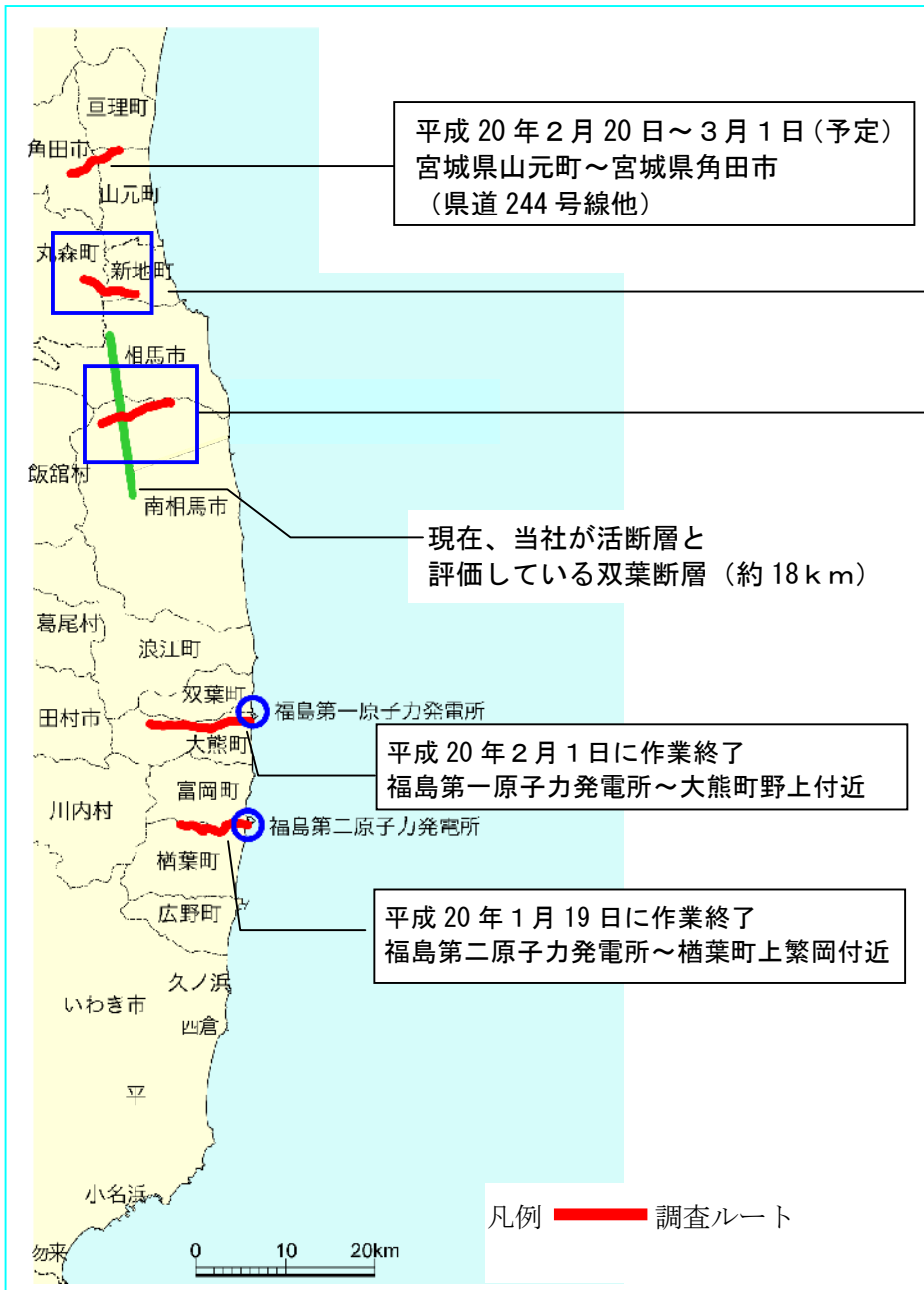 亘理町
角田市
山元町
平成 20 年２月 20 日～３月１日（予定）
宮城県山元町～宮城県角田市
（県道 244 号線他）
丸森町
新地町
相馬市
飯舘村
南相馬市
現在、当社が活断層と
評価している双葉断層（約 18ｋｍ）
葛尾村
浪江町
双葉町
福島第一原子力発電所
田村市
大熊町
平成 20 年２月１日に作業終了
福島第一原子力発電所～大熊町野上付近
富岡町
川内村
福島第二原子力発電所
楢葉町
広野町
平成 20 年１月 19 日に作業終了
福島第二原子力発電所～楢葉町上繁岡付近
久ノ浜
いわき市
四倉
平
小名浜
凡例 調査ルート
勿来
0 10 20km